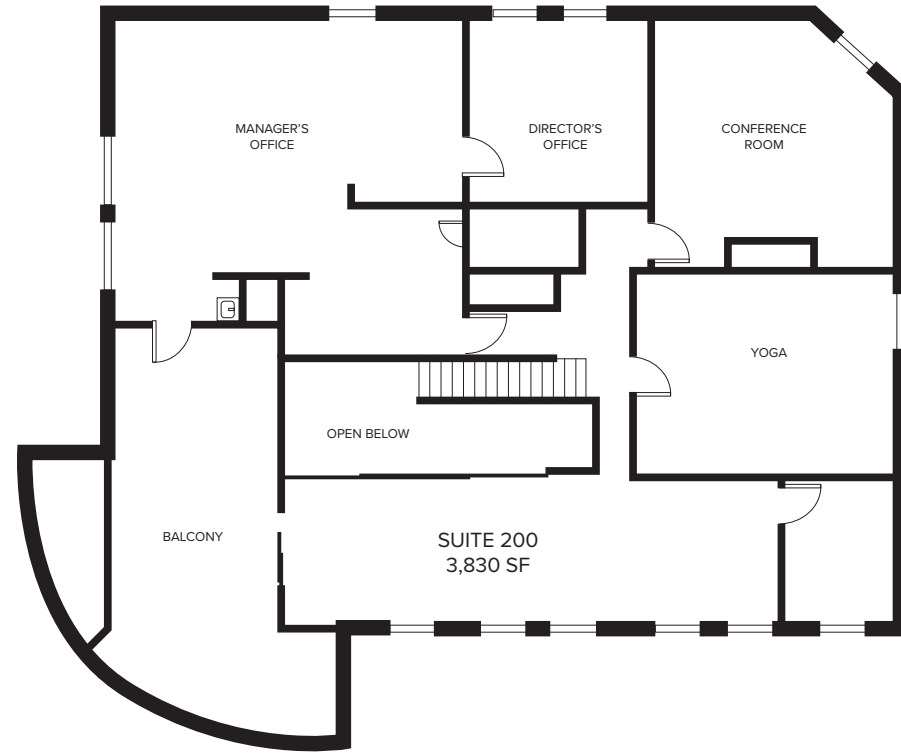 MANAGER'S
OFFICE
DIRECTOR'S
OFFICE
CONFERENCE
ROOM
YOGA
OPEN BELOW
BALCONY
SUITE 200
3,830 SF